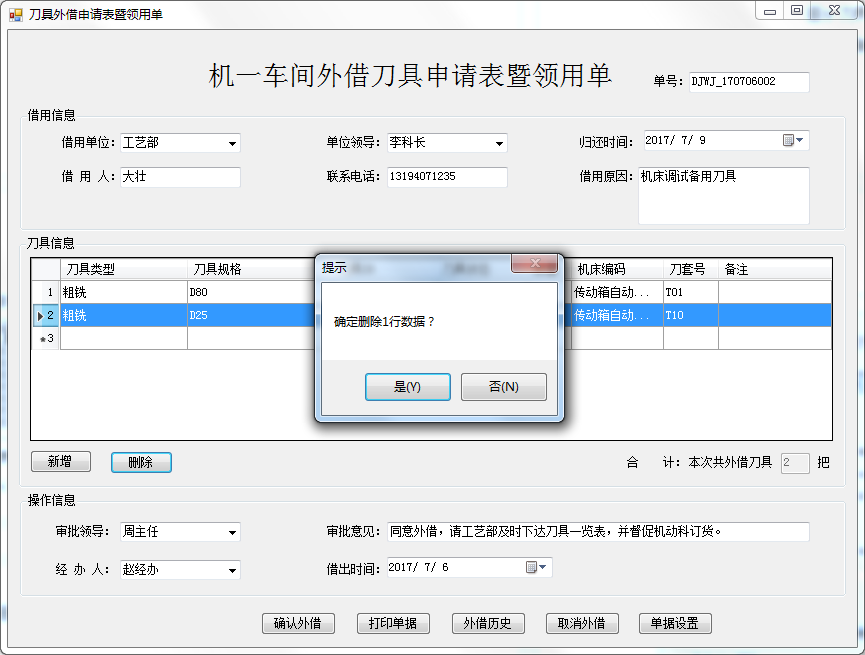 刀具外借申请表暨领用单
机一车间外借刀具申请表暨领用单 单号: DJWJ_170706002
借用信息
借用单位: 工艺部 单位领导: 李科长 归还时间: 2017/ 7/ 9
借 用 人: 大壮 联系电话: 13194071235 借用原因: 机床调试备用刀具
刀具信息
刀具类型 刀具规格 机床编码 刀套号 备注
1 粗铣 D80 传动箱自动... T01
2 粗铣 D25 传动箱自动... T10
*3
提示
确定删除1行数据?
是(Y) 否(N)
新增 删除 合 计: 本次共外借刀具 2 把
操作信息
审批领导: 周主任 审批意见: 同意外借,请工艺部及时下达刀具一览表,并督促机动科订货。
经 办 人: 赵经办 借出时间: 2017/ 7/ 6
确认外借 打印单据 外借历史 取消外借 单据设置